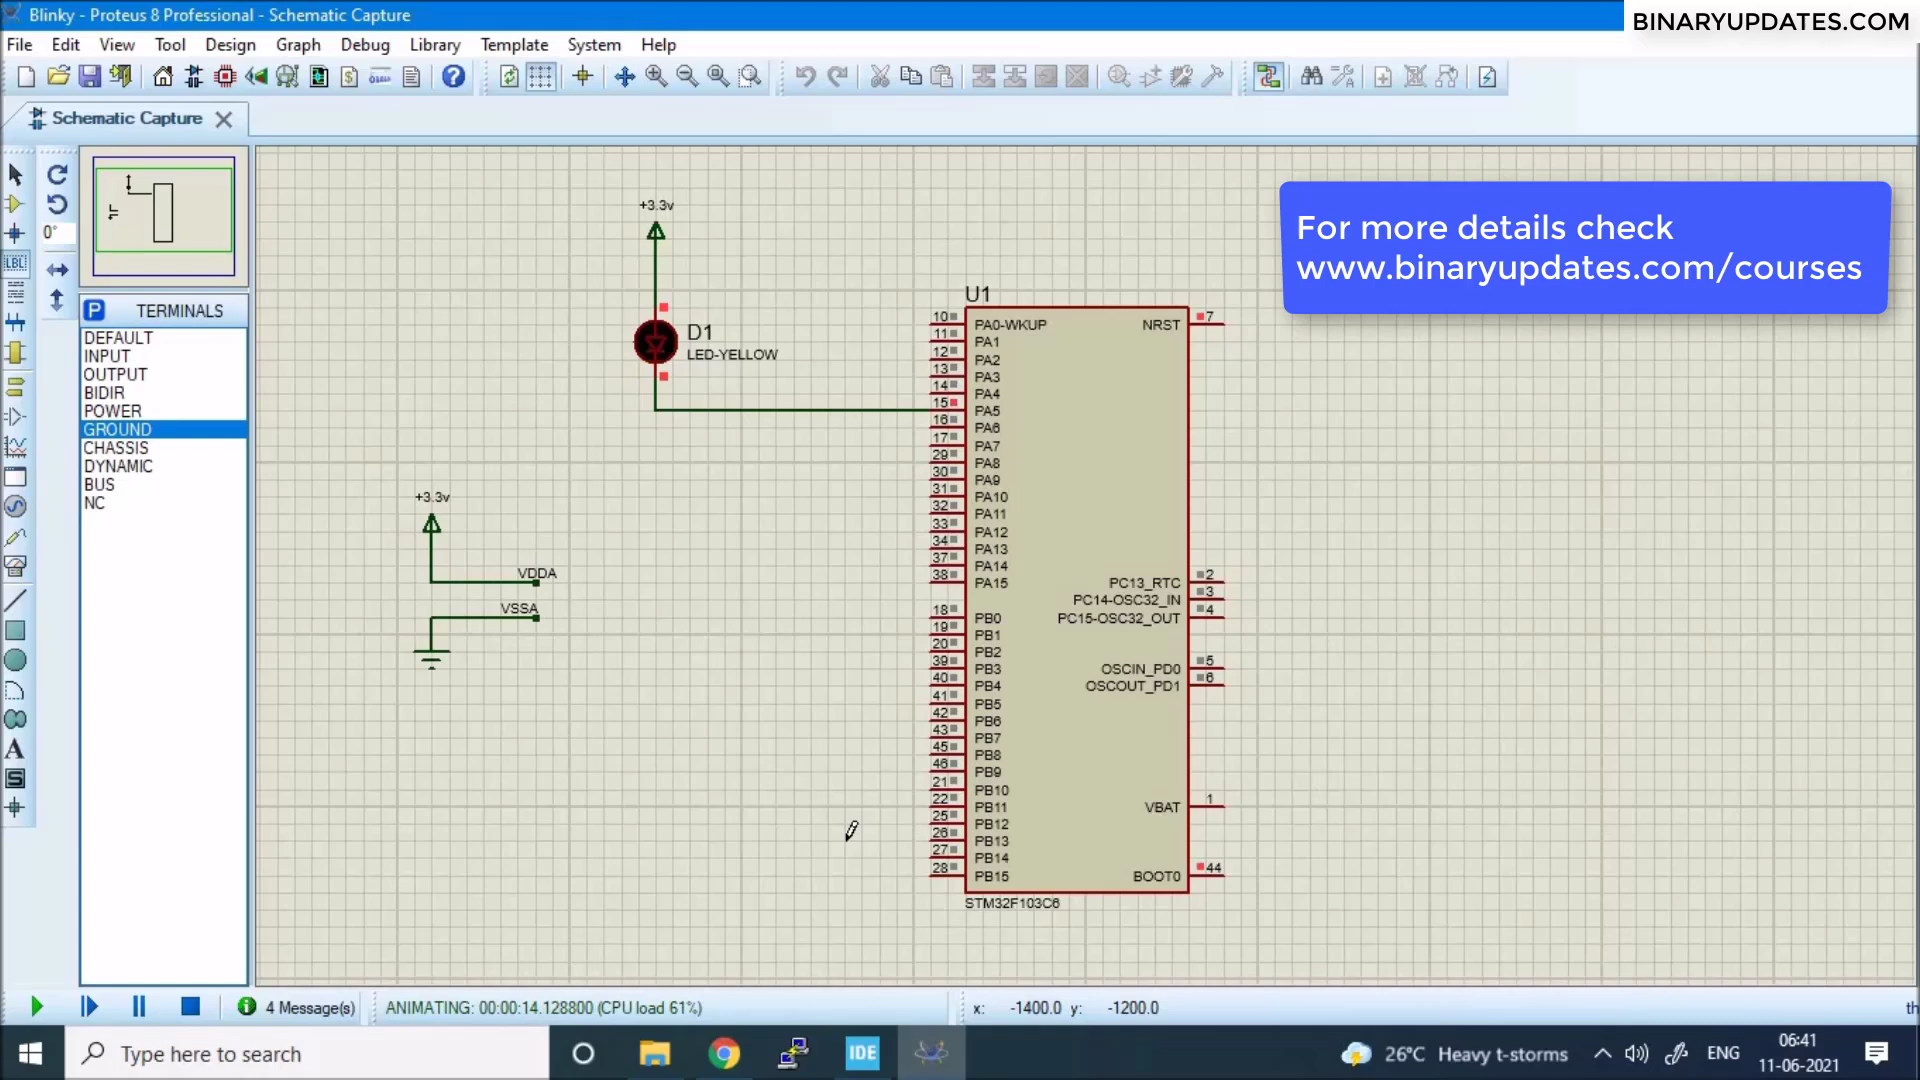 Blinky - Proteus 8 Professional - Schematic Capture
BINARYUPDATES.COM
File Edit View Tool Design Graph Debug Library Template System Help
Schematic Capture
For more details check
www.binaryupdates.com/courses
0°
LBL
P TERMINALS
DEFAULT
INPUT
OUTPUT
BIDIR
POWER
GROUND
CHASSIS
DYNAMIC
BUS
NC
A
S
+3.3v
D1
LED-YELLOW
+3.3v
VDDA
VSSA
U1
10 PA0-WKUP NRST 7
11 PA1
12 PA2
13 PA3
14 PA4
15 PA5
16 PA6
17 PA7
29 PA8
30 PA9
31 PA10
32 PA11
33 PA12
34 PA13
37 PA14
38 PA15 PC13_RTC 2
PC14-OSC32_IN 3
18 PB0 PC15-OSC32_OUT 4
19 PB1
20 PB2
39 PB3 OSCIN_PD0 5
40 PB4 OSCOUT_PD1 6
41 PB5
42 PB6
43 PB7
45 PB8
46 PB9
21 PB10
22 PB11 VBAT 1
25 PB12
26 PB13
27 PB14
28 PB15 BOOT0 44
STM32F103C6
4 Message(s) ANIMATING: 00:00:14.128800 (CPU load 61%) x: -1400.0 y: -1200.0 th
Type here to search IDE 26°C Heavy t-storms ENG 06:41
11-06-2021